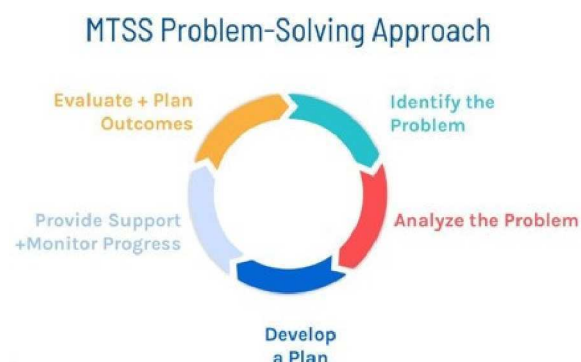 MTSS Problem-Solving Approach
Identify the
Problem
Analyze the Problem
Develop
a Plan
Provide Support
+Monitor Progress
Evaluate + Plan
Outcomes